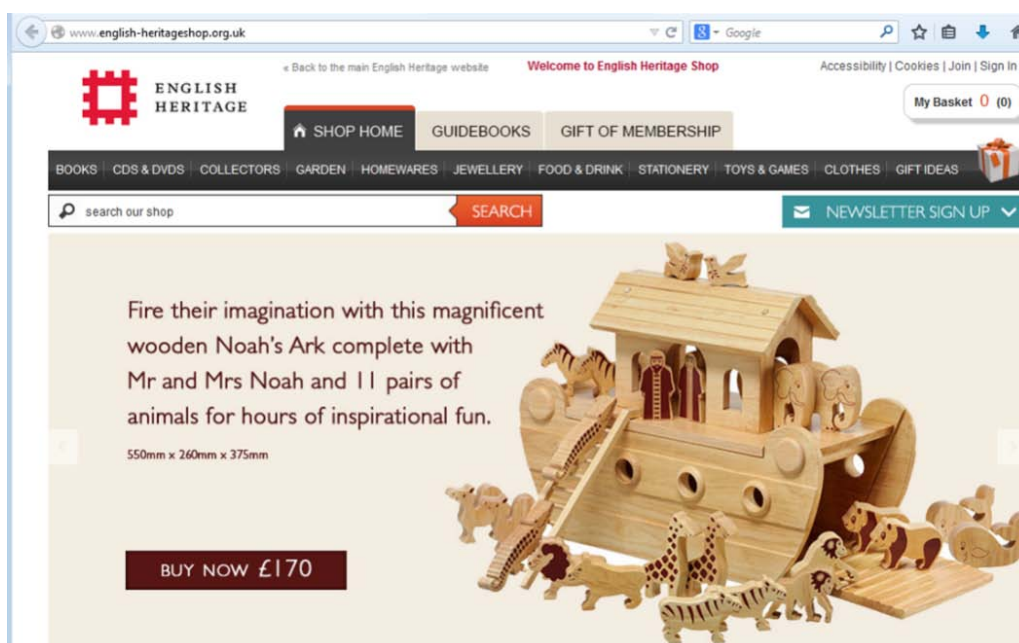 www.english-heritageshop.org.uk
Google
« Back to the main English Heritage website
Welcome to English Heritage Shop
Accessibility | Cookies | Join | Sign In
ENGLISH
HERITAGE
My Basket 0 (0)
SHOP HOME
GUIDEBOOKS
GIFT OF MEMBERSHIP
BOOKS CDS & DVDS COLLECTORS GARDEN HOMEWARES JEWELLERY FOOD & DRINK STATIONERY TOYS & GAMES CLOTHES GIFT IDEAS
search our shop
SEARCH
NEWSLETTER SIGN UP
Fire their imagination with this magnificent
wooden Noah's Ark complete with
Mr and Mrs Noah and 11 pairs of
animals for hours of inspirational fun.
550mm x 260mm x 375mm
BUY NOW £170